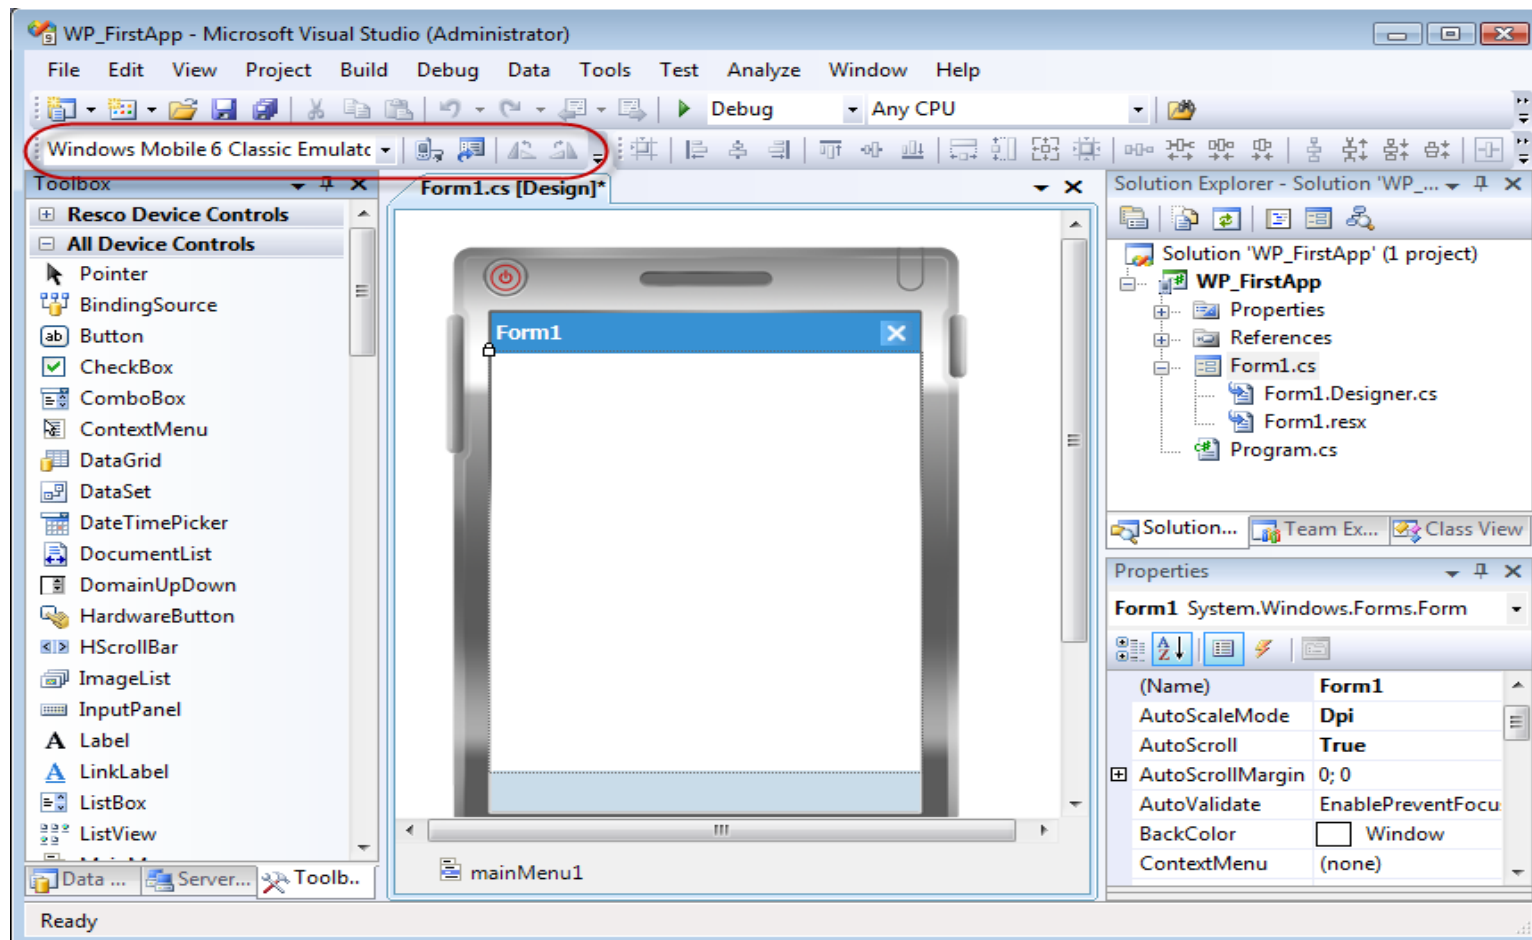 WP_FirstApp - Microsoft Visual Studio (Administrator)
File Edit View Project Build Debug Data Tools Test Analyze Window Help
Debug Any CPU
Windows Mobile 6 Classic Emulatc
Toolbox
Resco Device Controls
All Device Controls
Pointer
BindingSource
Button
CheckBox
ComboBox
ContextMenu
DataGrid
DataSet
DateTimePicker
DocumentList
DomainUpDown
HardwareButton
HScrollBar
ImageList
InputPanel
Label
LinkLabel
ListBox
ListView
Data ... Server... Toolb..
Form1.cs [Design]*
Form1
mainMenu1
Solution Explorer - Solution 'WP_...
Solution 'WP_FirstApp' (1 project)
WP_FirstApp
Properties
References
Form1.cs
Form1.Designer.cs
Form1.resx
Program.cs
Solution... Team Ex... Class View
Properties
Form1 System.Windows.Forms.Form
(Name) Form1
AutoScaleMode Dpi
AutoScroll True
AutoScrollMargin 0; 0
AutoValidate EnablePreventFocu
BackColor Window
ContextMenu (none)
Ready